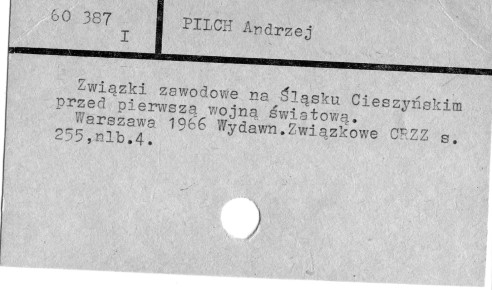 60 387
I
PILCH Andrzej
Związki zawodowe na Śląsku Cieszyńskim
przed pierwszą wojną światową.
Warszawa 1966 Wydawn.Związkowe CRZZ s.
255,nlb.4.